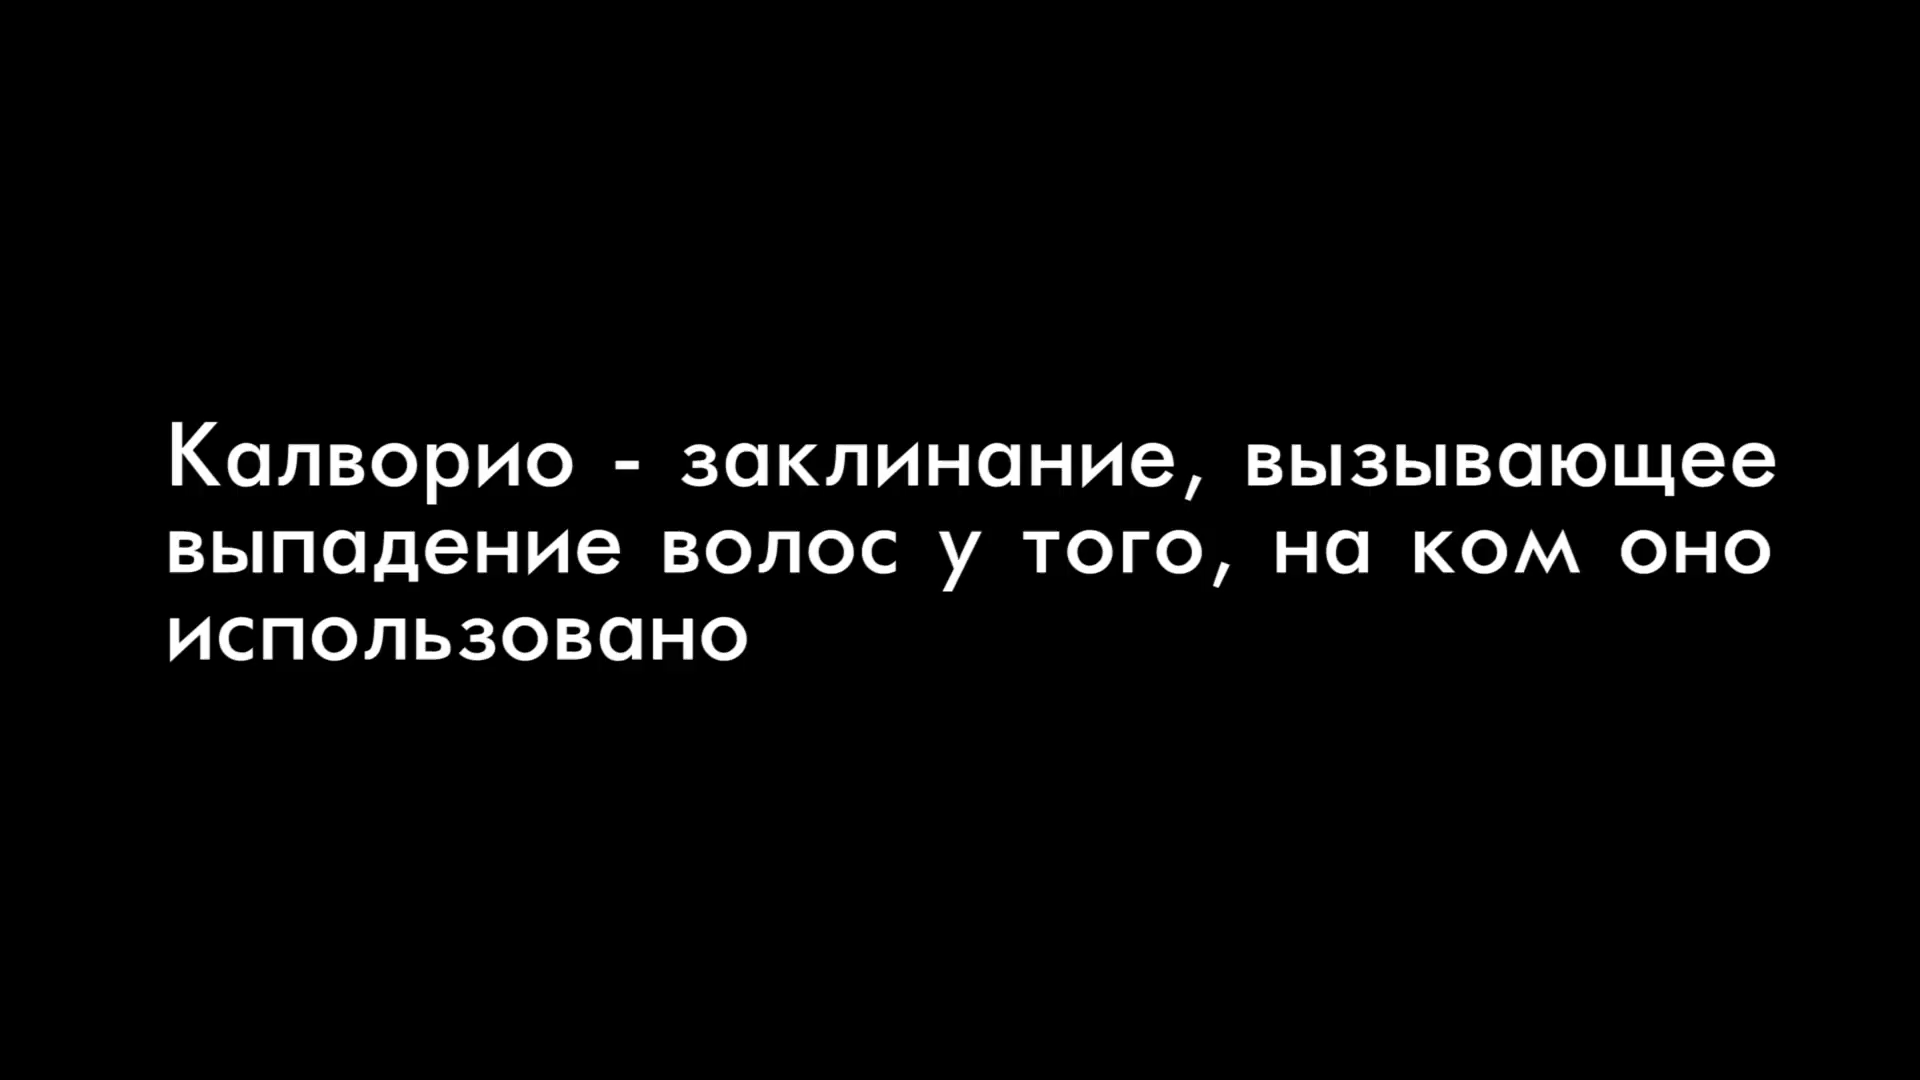 Калворио - заклинание, вызывающее
выпадение волос у того, на ком оно
использовано